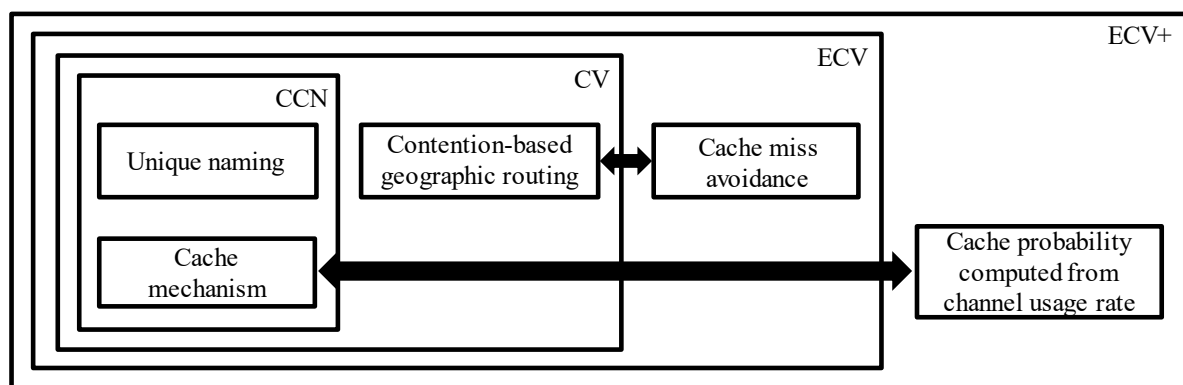 ECV+
ECV
CV
CCN
Unique naming
Contention-based
geographic routing
Cache miss
avoidance
Cache
mechanism
Cache probability
computed from
channel usage rate